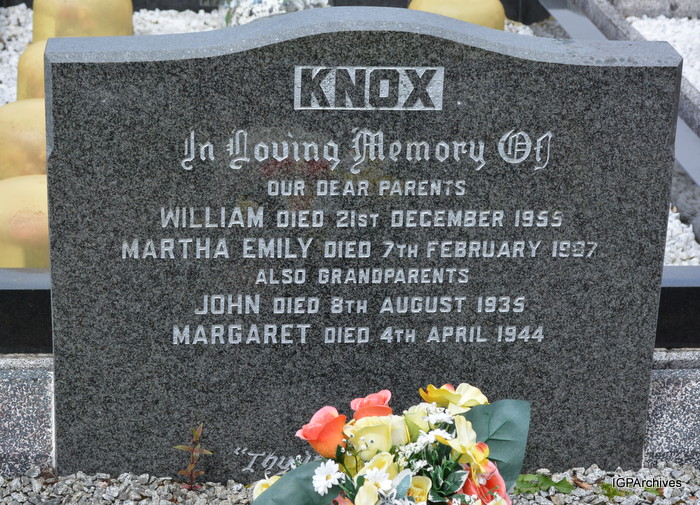 KNOX
In Loving Memory Of
OUR DEAR PARENTS
WILLIAM DIED 21ST DECEMBER 1955
MARTHA EMILY DIED 7TH FEBRUARY 1987
ALSO GRANDPARENTS
JOHN DIED 8TH AUGUST 1935
MARGARET DIED 4TH APRIL 1944
"Thy
IGPArchives